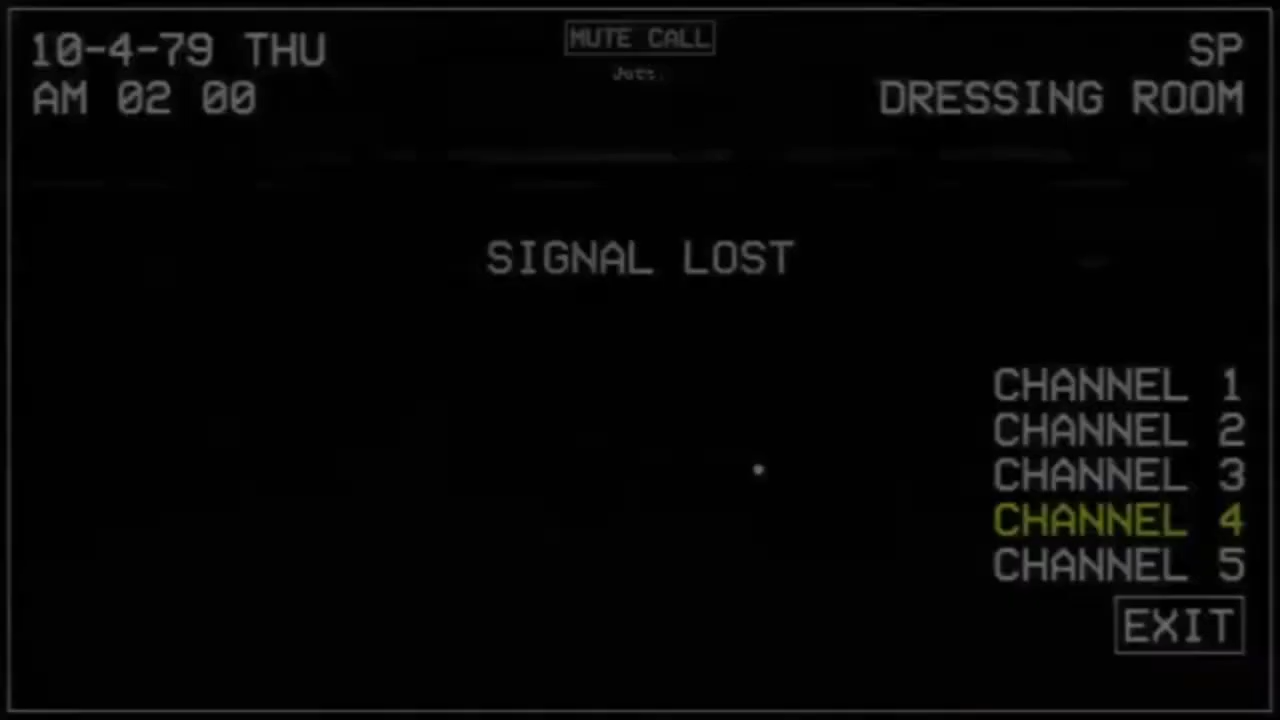 10-4-79 THU
AM 02 00
MUTE CALL
SP
DRESSING ROOM
SIGNAL LOST
CHANNEL 1
CHANNEL 2
CHANNEL 3
CHANNEL 4
CHANNEL 5
EXIT